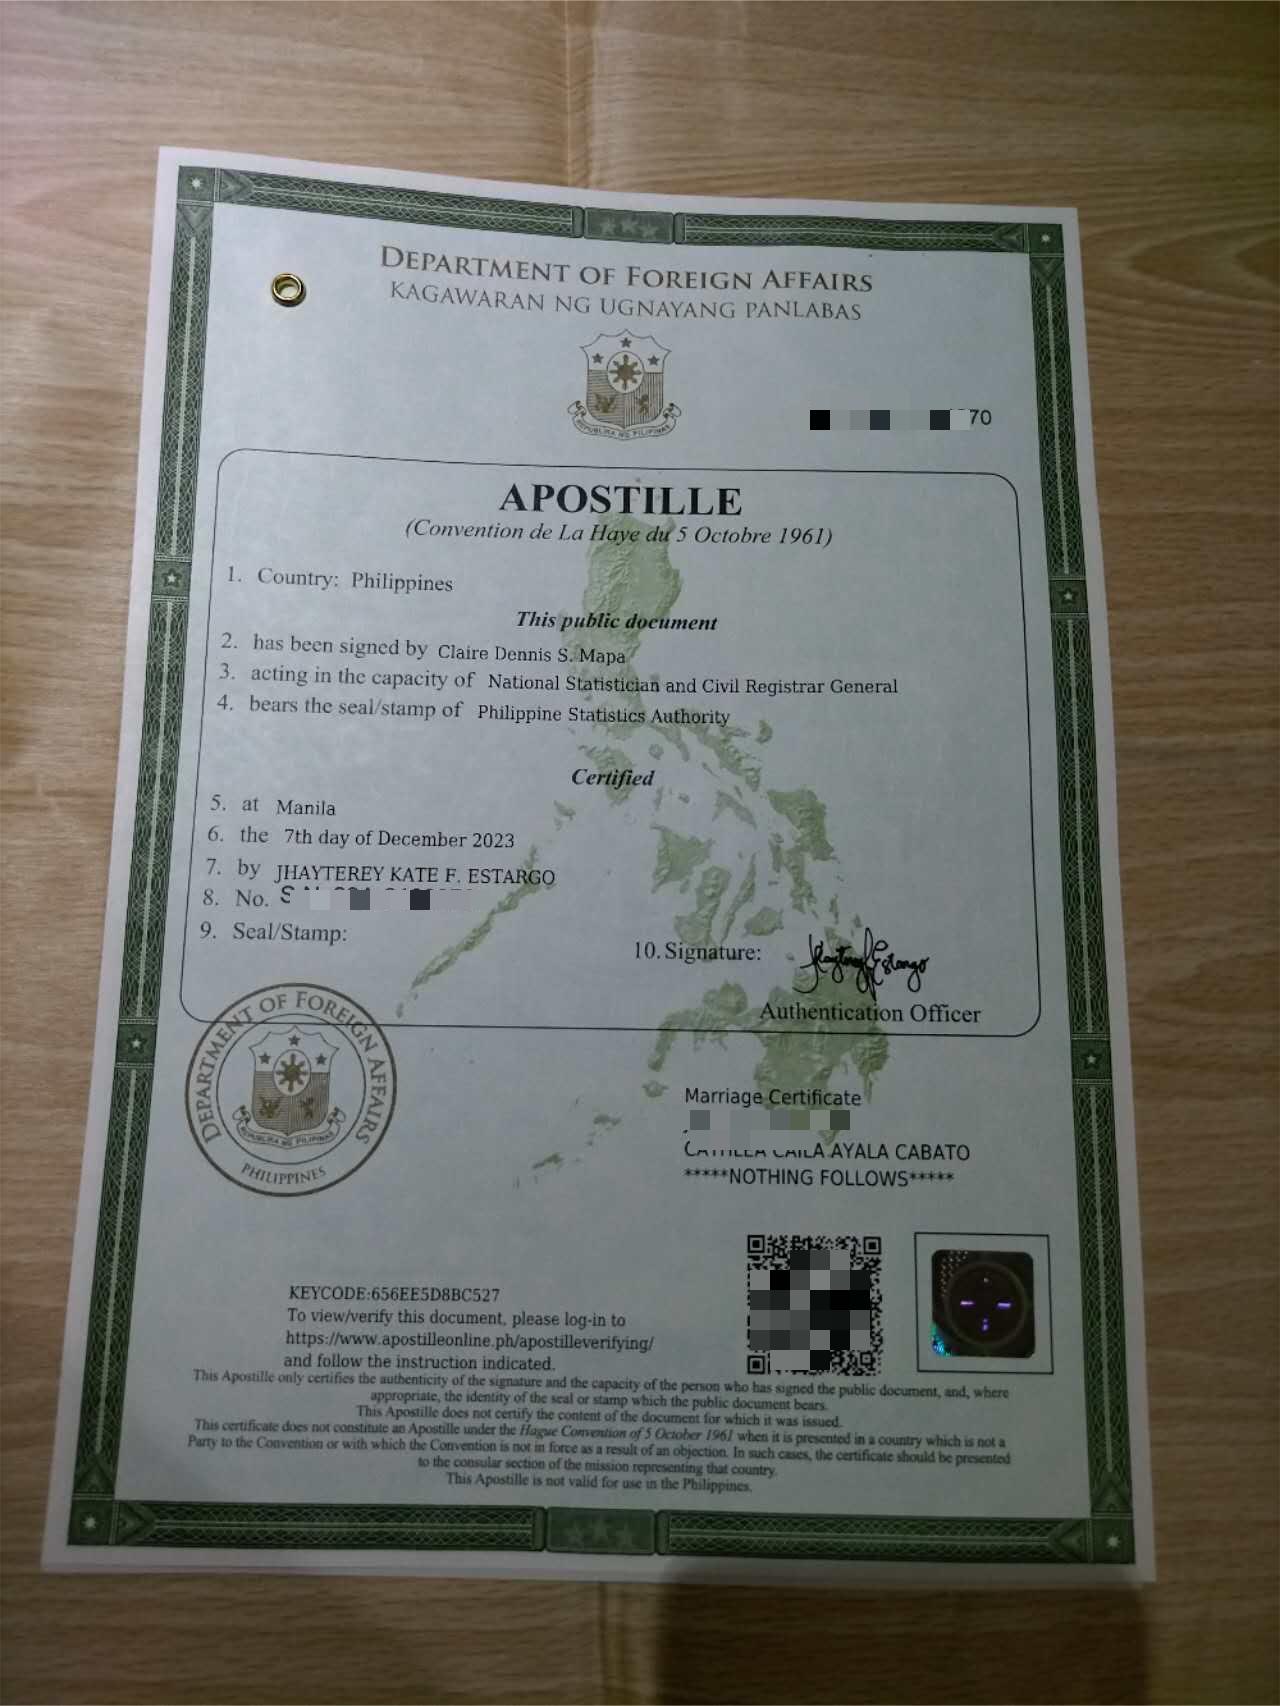 DEPARTMENT OF FOREIGN AFFAIRS
KAGAWARAN NG UGNAYANG PANLABAS
REPUBLIKA NG PILIPINAS
70
APOSTILLE
(Convention de La Haye du 5 Octobre 1961)
1. Country: Philippines
This public document
2. has been signed by Claire Dennis S. Mapa
3. acting in the capacity of National Statistician and Civil Registrar General
4. bears the seal/stamp of Philippine Statistics Authority
Certified
5. at Manila
6. the 7th day of December 2023
7. by JHAYTEREY KATE F. ESTARGO
8. No.
9. Seal/Stamp:
10. Signature:
Authentication Officer
DEPARTMENT OF FOREIGN AFFAIRS
REPUBLIKA NG PILIPINAS
PHILIPPINES
Marriage Certificate
CAILA AYALA CABATO
*****NOTHING FOLLOWS*****
KEYCODE:656EE5D8BC527
To view/verify this document, please log-in to
https://www.apostilleonline.ph/apostilleverifying/
and follow the instruction indicated.
This Apostille only certifies the authenticity of the signature and the capacity of the person who has signed the public document, and, where
appropriate, the identity of the seal or stamp which the public document bears.
This Apostille does not certify the content of the document for which it was issued.
This certificate does not constitute an Apostille under the Hague Convention of 5 October 1961 when it is presented in a country which is not a
Party to the Convention or with which the Convention is not in force as a result of an objection. In such cases, the certificate should be presented
to the consular section of the mission representing that country.
This Apostille is not valid for use in the Philippines.